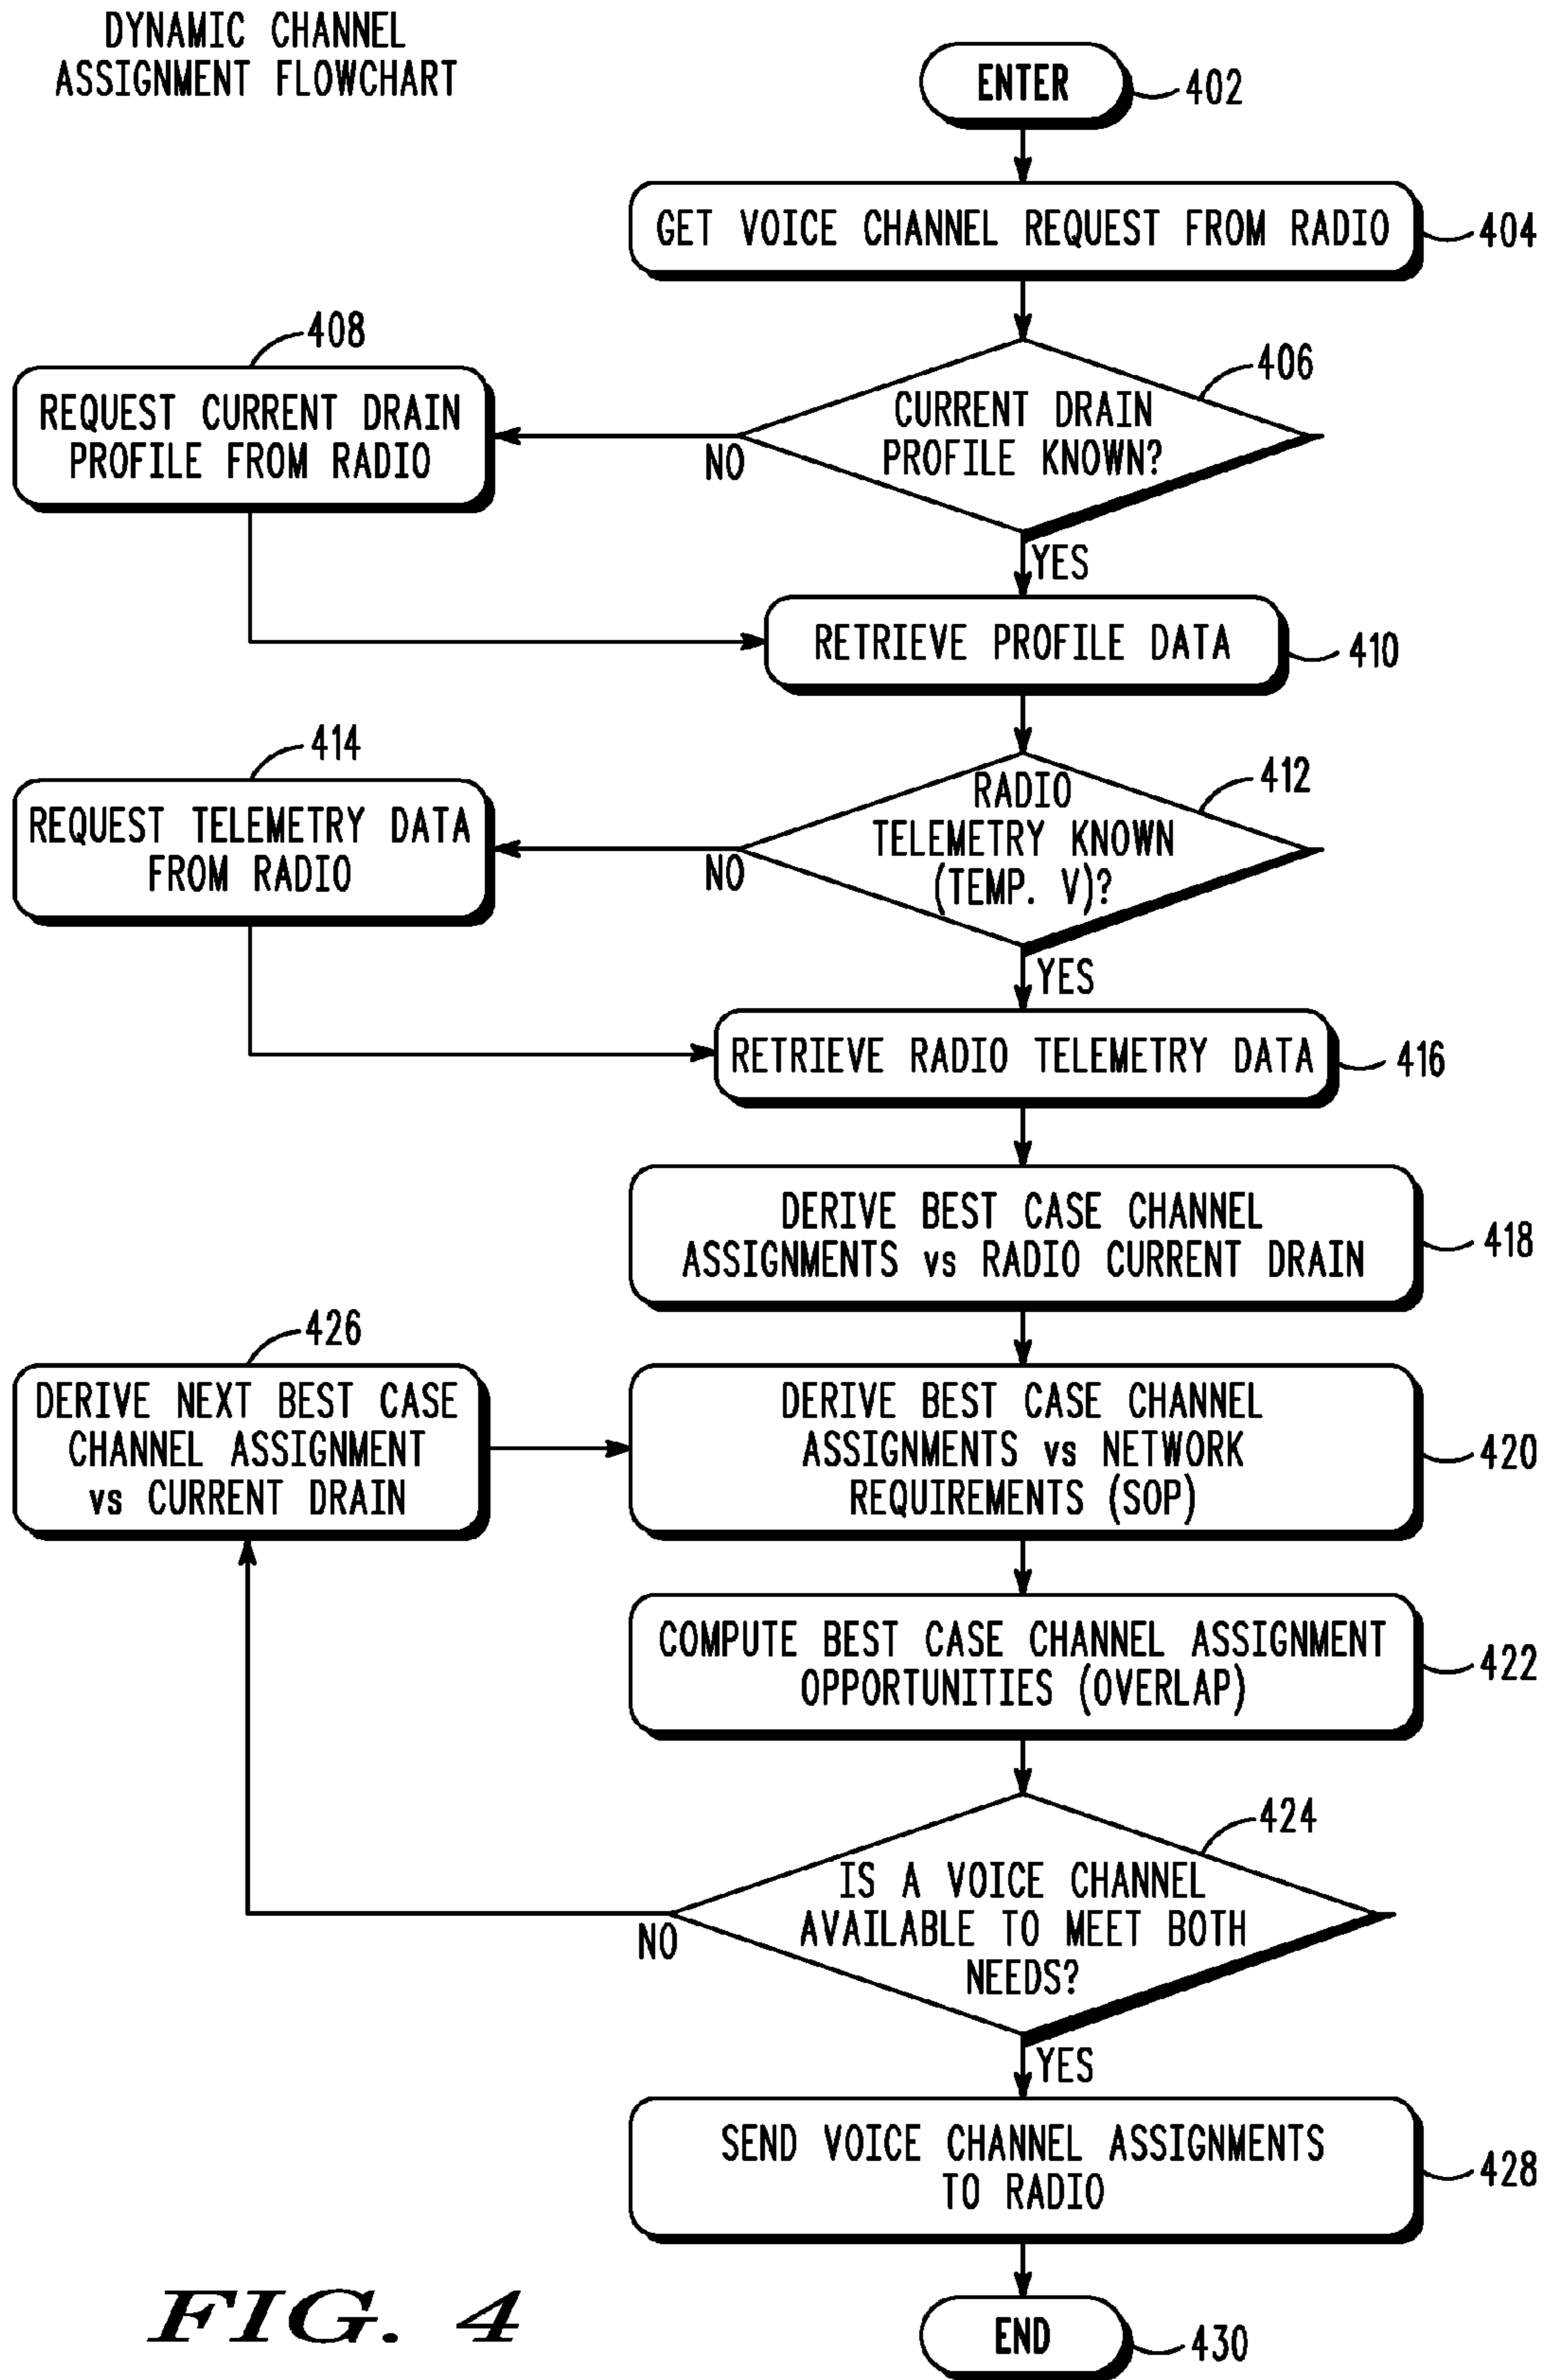 DYNAMIC CHANNEL
ASSIGNMENT FLOWCHART
ENTER
402
GET VOICE CHANNEL REQUEST FROM RADIO
404
408
REQUEST CURRENT DRAIN
PROFILE FROM RADIO
406
CURRENT DRAIN
PROFILE KNOWN?
NO
YES
RETRIEVE PROFILE DATA
410
414
REQUEST TELEMETRY DATA
FROM RADIO
412
RADIO
TELEMETRY KNOWN
(TEMP. V)?
NO
YES
RETRIEVE RADIO TELEMETRY DATA
416
DERIVE BEST CASE CHANNEL
ASSIGNMENTS vs RADIO CURRENT DRAIN
418
426
DERIVE NEXT BEST CASE
CHANNEL ASSIGNMENT
vs CURRENT DRAIN
DERIVE BEST CASE CHANNEL
ASSIGNMENTS vs NETWORK
REQUIREMENTS (SOP)
420
COMPUTE BEST CASE CHANNEL ASSIGNMENT
OPPORTUNITIES (OVERLAP)
422
424
IS A VOICE CHANNEL
AVAILABLE TO MEET BOTH
NEEDS?
NO
YES
SEND VOICE CHANNEL ASSIGNMENTS
TO RADIO
428
END
430
FIG. 4